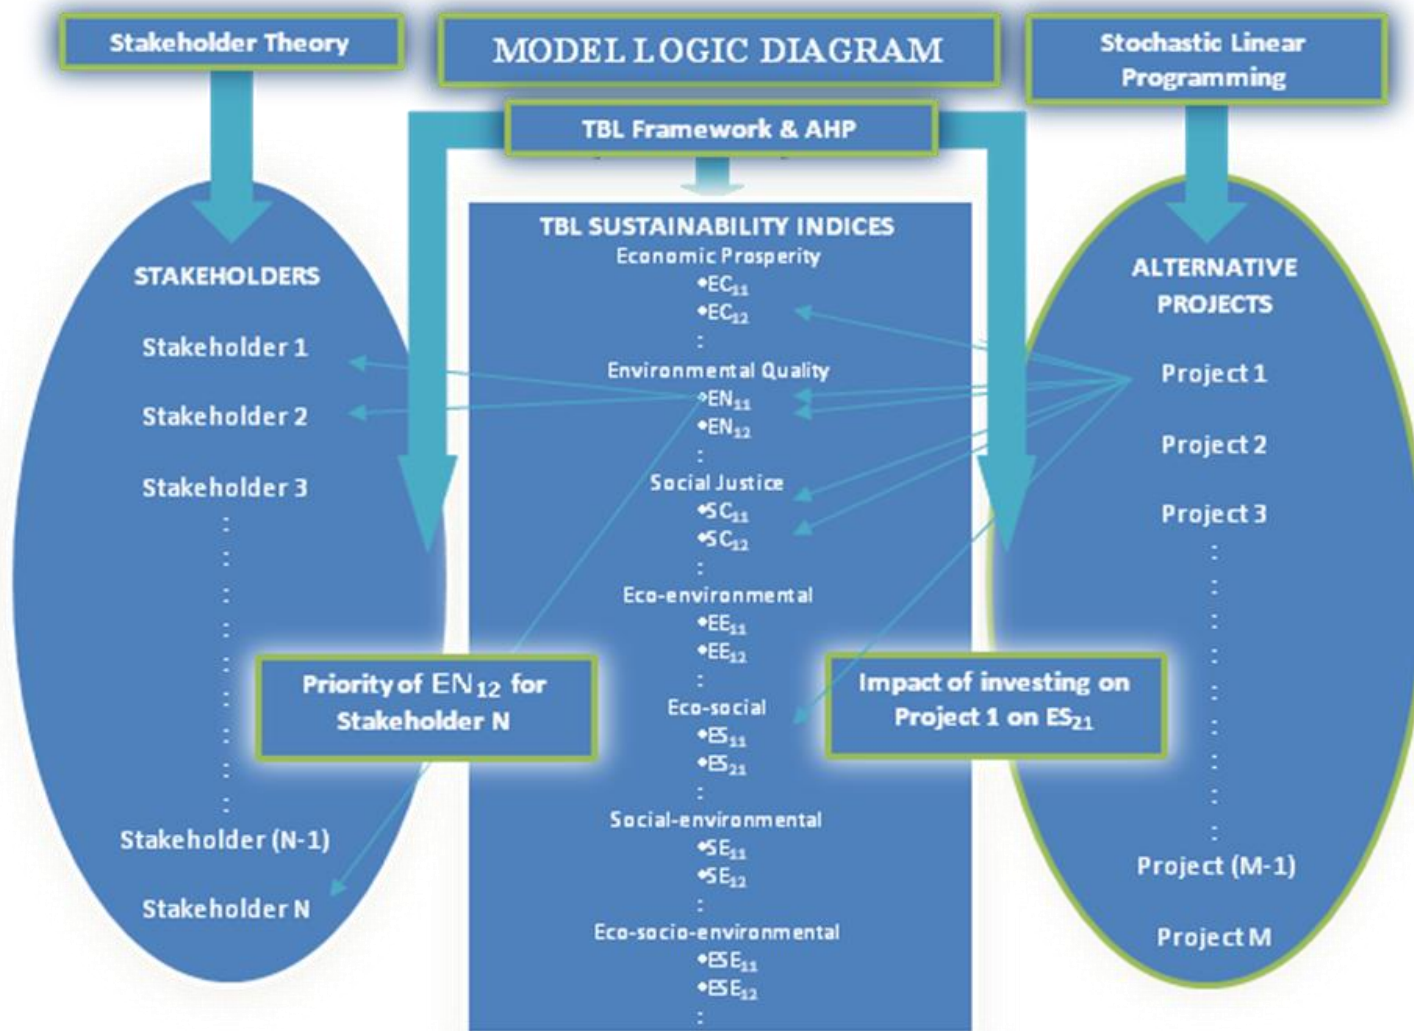 Stakeholder Theory
MODEL LOGIC DIAGRAM
Stochastic Linear
Programming
TBL Framework & AHP
STAKEHOLDERS
Stakeholder 1
Stakeholder 2
Stakeholder 3
:
:
:
:
:
:
:
:
:
Stakeholder (N-1)
Stakeholder N
TBL SUSTAINABILITY INDICES
Economic Prosperity
•EC₁₁
•EC₁₂
:
Environmental Quality
•EN₁₁
•EN₁₂
:
Social Justice
•SC₁₁
•SC₁₂
:
Eco-environmental
•EE₁₁
•EE₁₂
:
Eco-social
•ES₁₁
•ES₂₁
:
Social-environmental
•SE₁₁
•SE₁₂
:
Eco-socio-environmental
•ESE₁₁
•ESE₁₂
:
Priority of EN₁₂ for
Stakeholder N
Impact of investing on
Project 1 on ES₂₁
ALTERNATIVE
PROJECTS
Project 1
Project 2
Project 3
:
:
:
:
:
:
:
:
:
Project (M-1)
Project M